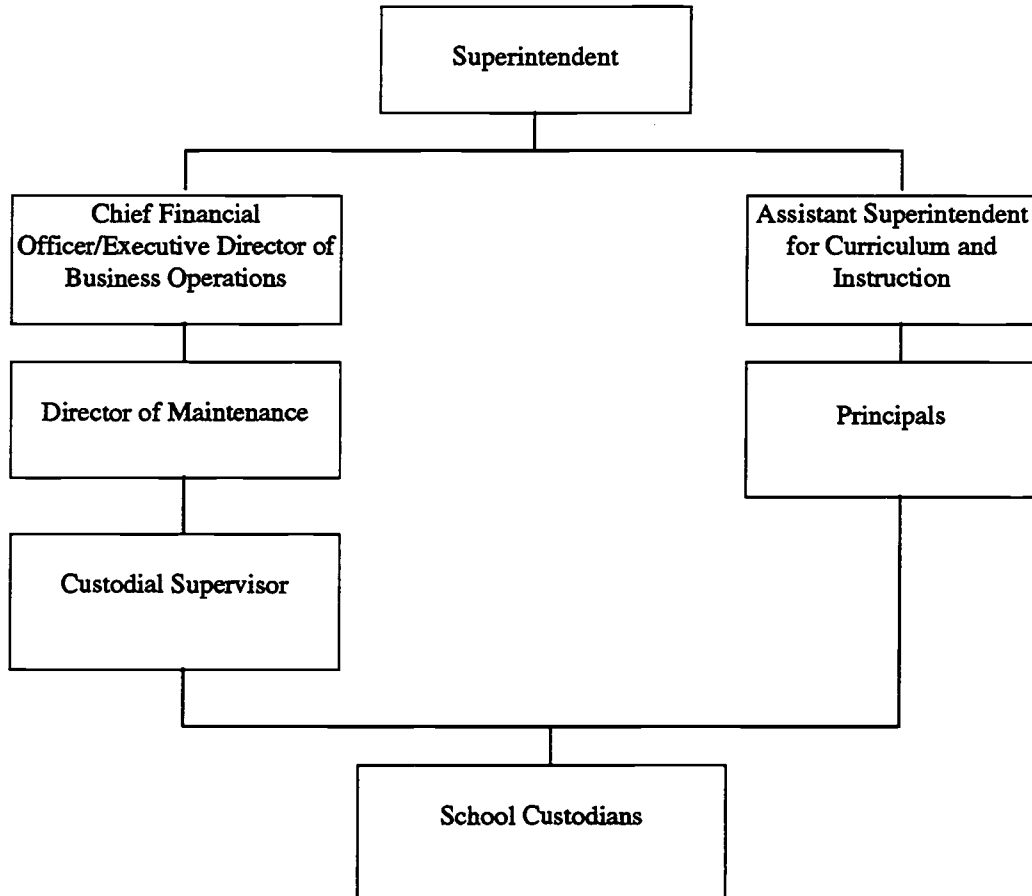 Superintendent
Chief Financial
Officer/Executive Director of
Business Operations
Assistant Superintendent
for Curriculum and
Instruction
Director of Maintenance
Principals
Custodial Supervisor
School Custodians